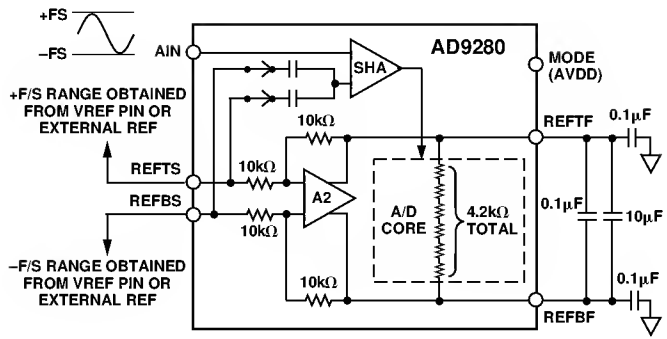 +FS
–FS
AIN
AD9280
MODE
(AVDD)
SHA
+F/S RANGE OBTAINED
FROM VREF PIN OR
EXTERNAL REF
10kΩ
REFTF
0.1µF
REFTS
10kΩ
A2
A/D
CORE
4.2kΩ
TOTAL
0.1µF
10µF
REFBS
10kΩ
–F/S RANGE OBTAINED
FROM VREF PIN OR
EXTERNAL REF
10kΩ
0.1µF
REFBF